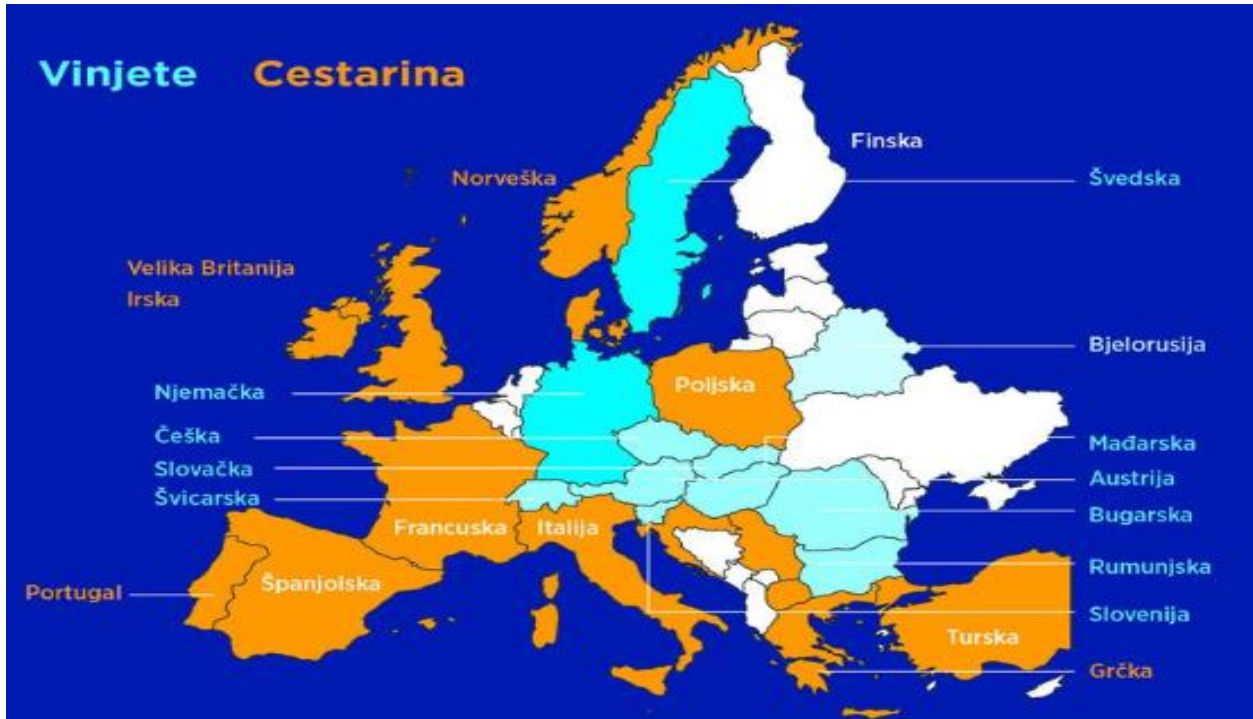 Vinjete Cestarina
Finska
Norveška
Švedska
Velika Britanija
Irska
Bjelorusija
Poljska
Njemačka
Češka
Mađarska
Slovačka
Austrija
Švicarska
Bugarska
Francuska
Italija
Rumunjska
Španjolska
Portugal
Slovenija
Turska
Grčka